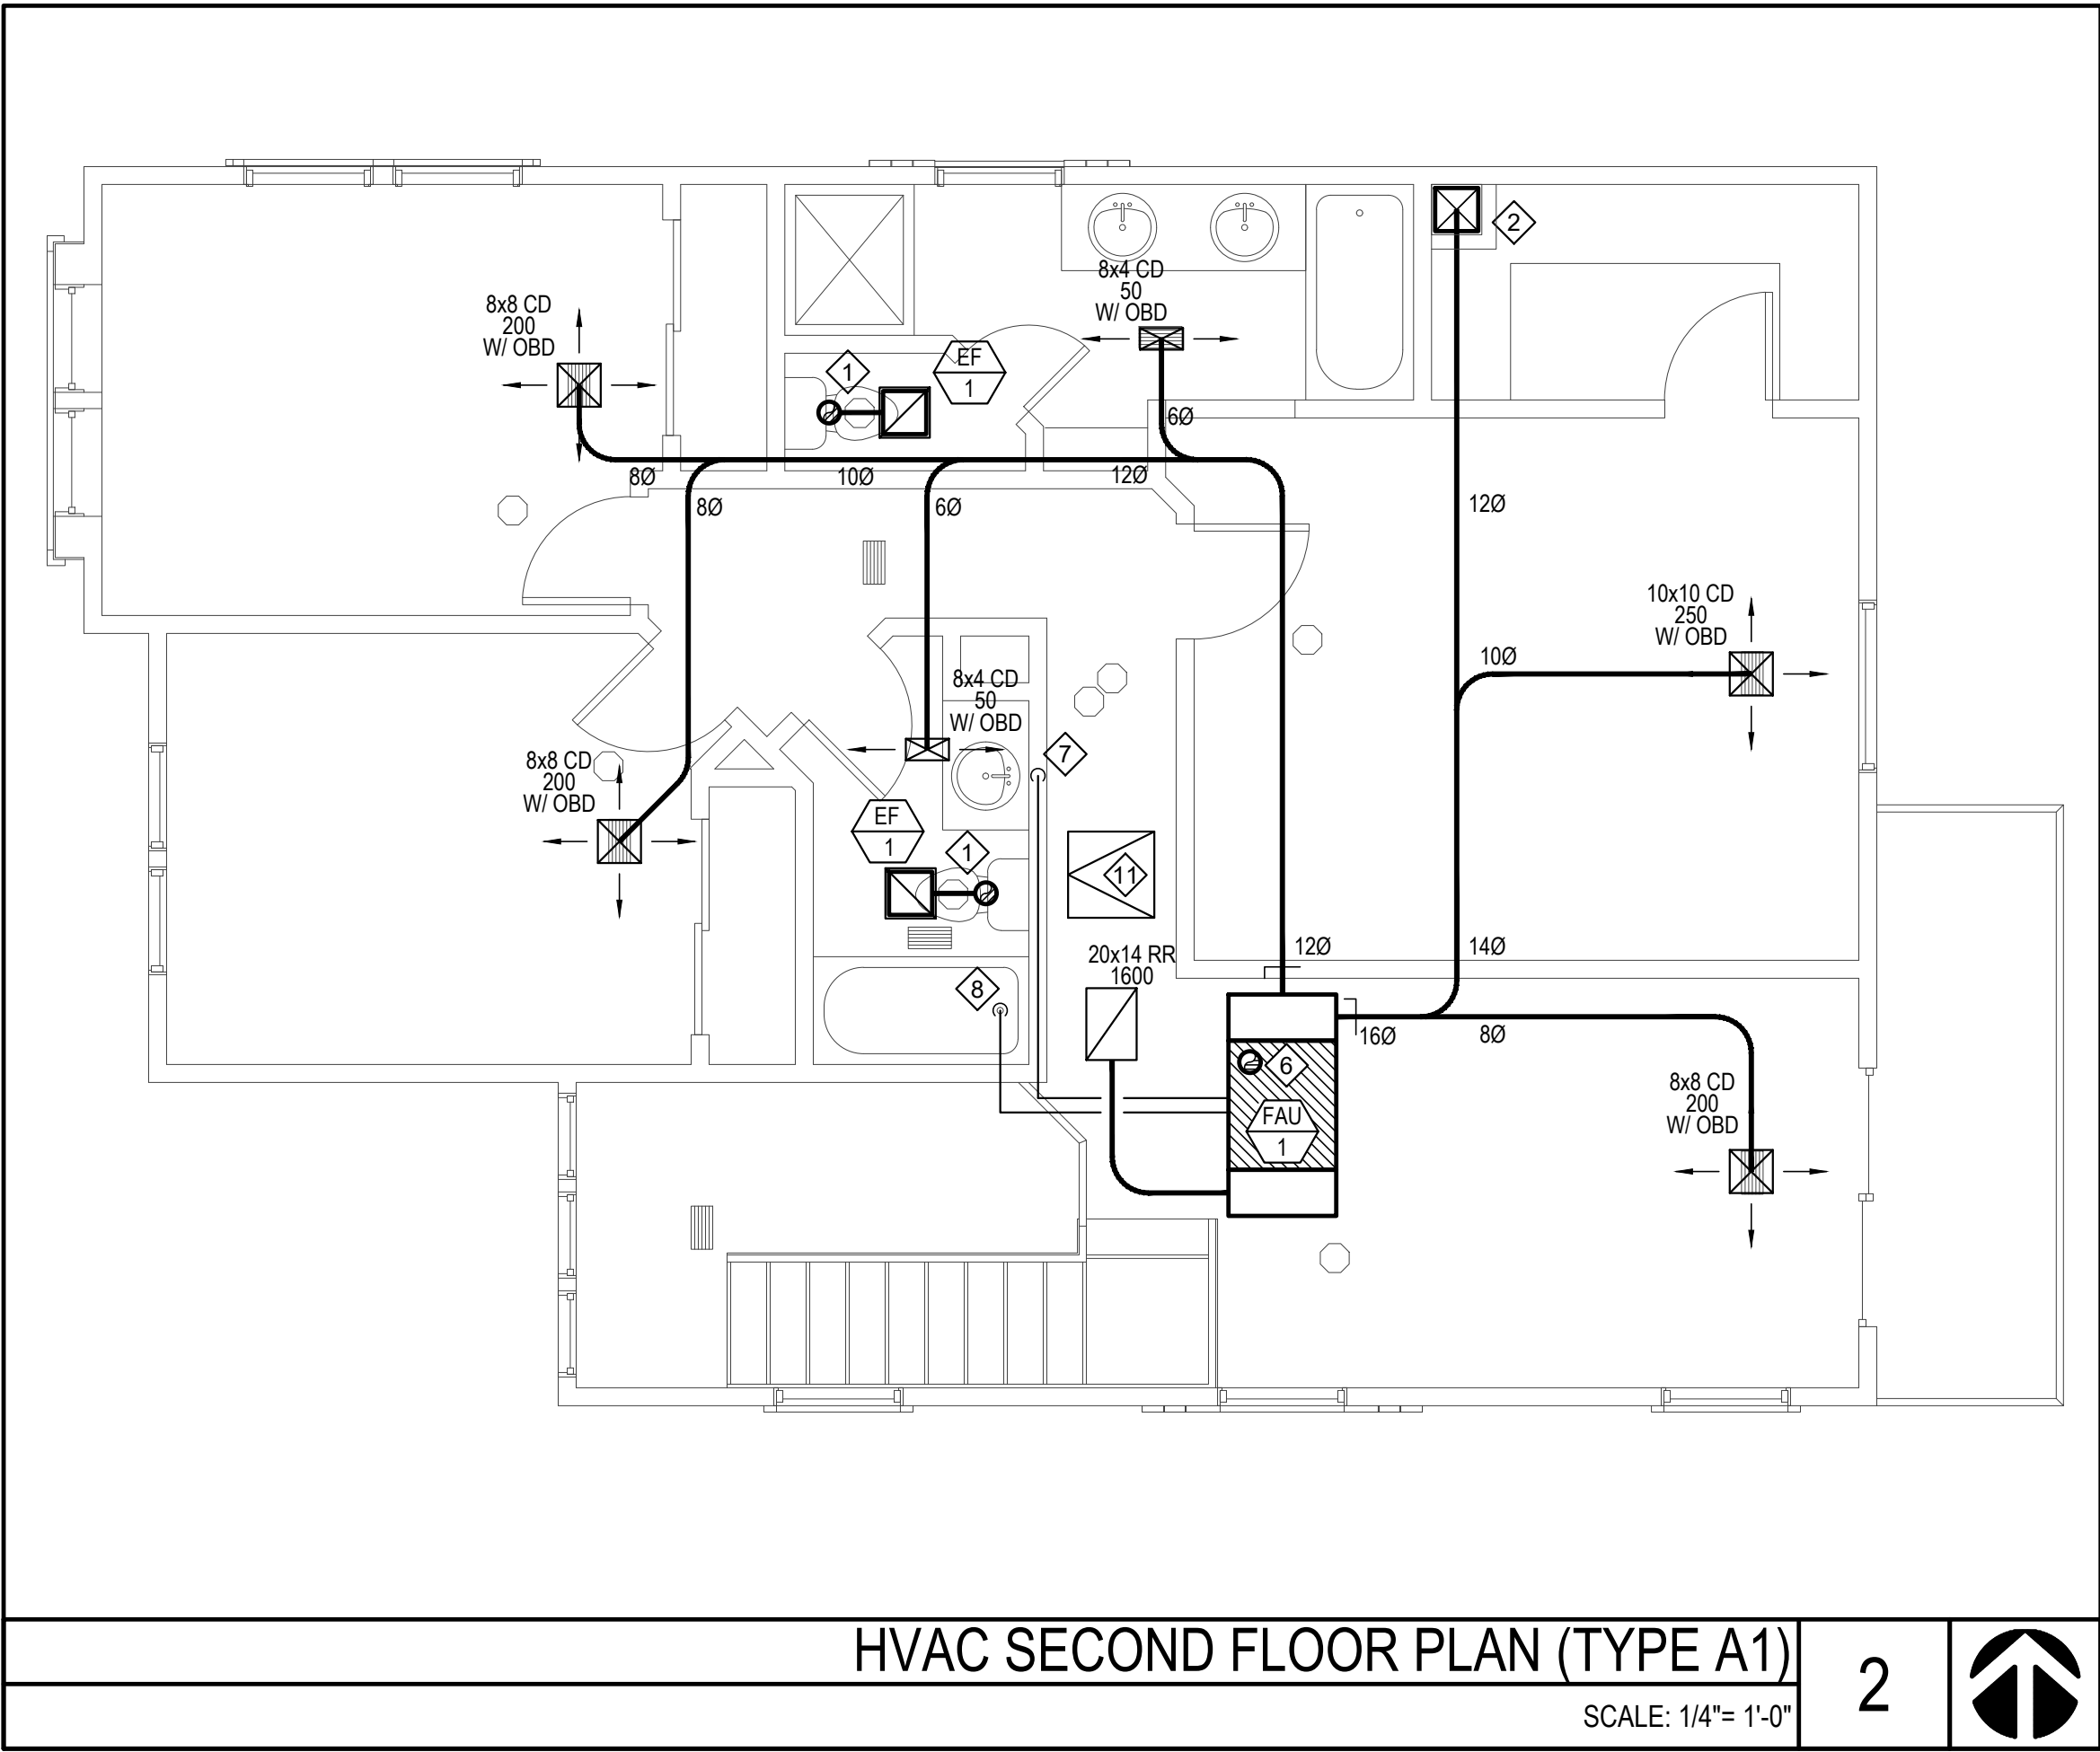 2
8x4 CD
50
W/ OBD
8x8 CD
200
W/ OBD
EF
1
1
6Ø
8Ø
10Ø
12Ø
8Ø
6Ø
12Ø
10x10 CD
250
W/ OBD
10Ø
8x4 CD
50
W/ OBD
7
8x8 CD
200
W/ OBD
EF
1
1
11
20x14 RR
1600
12Ø
14Ø
8
16Ø
8Ø
6
FAU
1
8x8 CD
200
W/ OBD
HVAC SECOND FLOOR PLAN (TYPE A1)
SCALE: 1/4"= 1'-0"
2